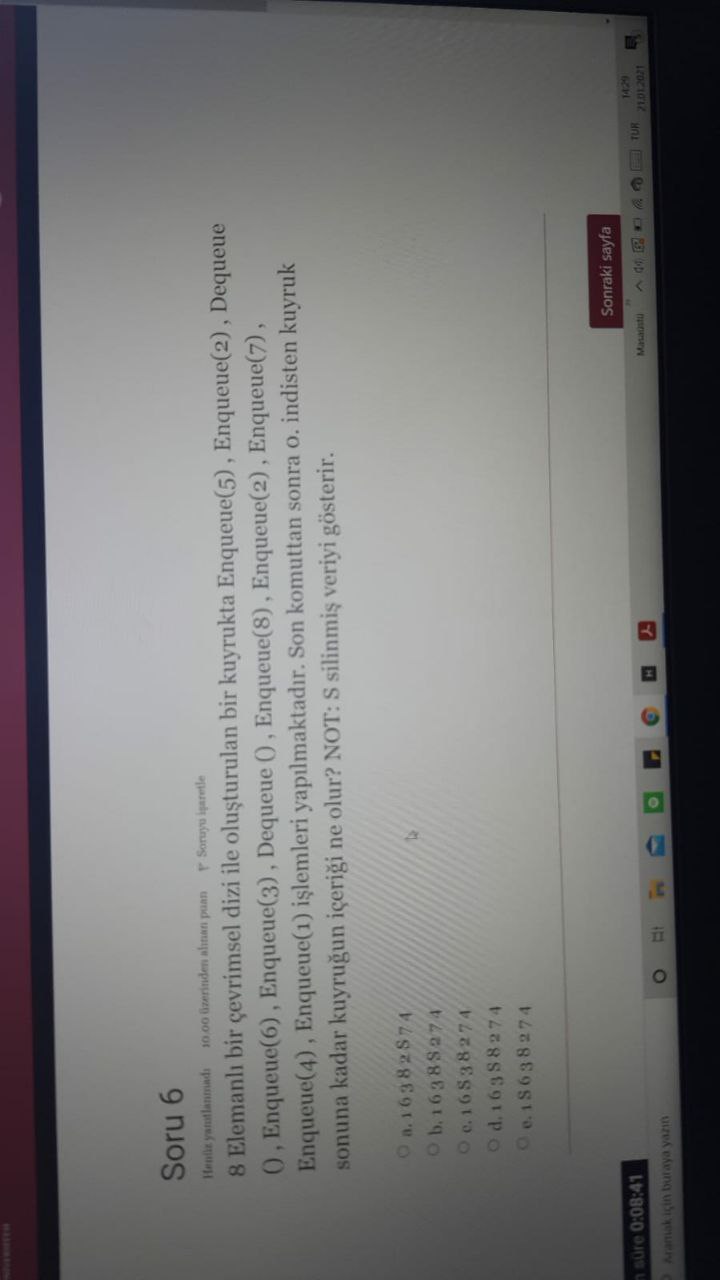 Soru 6
Henüz yanıtlanmadı 10.00 üzerinden alınan puan Soruyu işaretle
8 Elemanlı bir çevrimsel dizi ile oluşturulan bir kuyrukta Enqueue(5) , Enqueue(2) , Dequeue
() , Enqueue(6) , Enqueue(3) , Dequeue () , Enqueue(8) , Enqueue(2) , Enqueue(7) ,
Enqueue(4) , Enqueue(1) işlemleri yapılmaktadır. Son komuttan sonra 0. indisten kuyruk
sonuna kadar kuyruğun içeriği ne olur? NOT: S silinmiş veriyi gösterir.
a. 1 6 3 8 2 S 7 4
b. 1 6 3 8 S 2 7 4
c. 1 6 S 3 8 2 7 4
d. 1 6 3 S 8 2 7 4
e. 1 S 6 3 8 2 7 4
Sonraki sayfa
süre 0:08:41
Aramak için buraya yazın
Masaüstü
TUR
14:29
21.01.2021